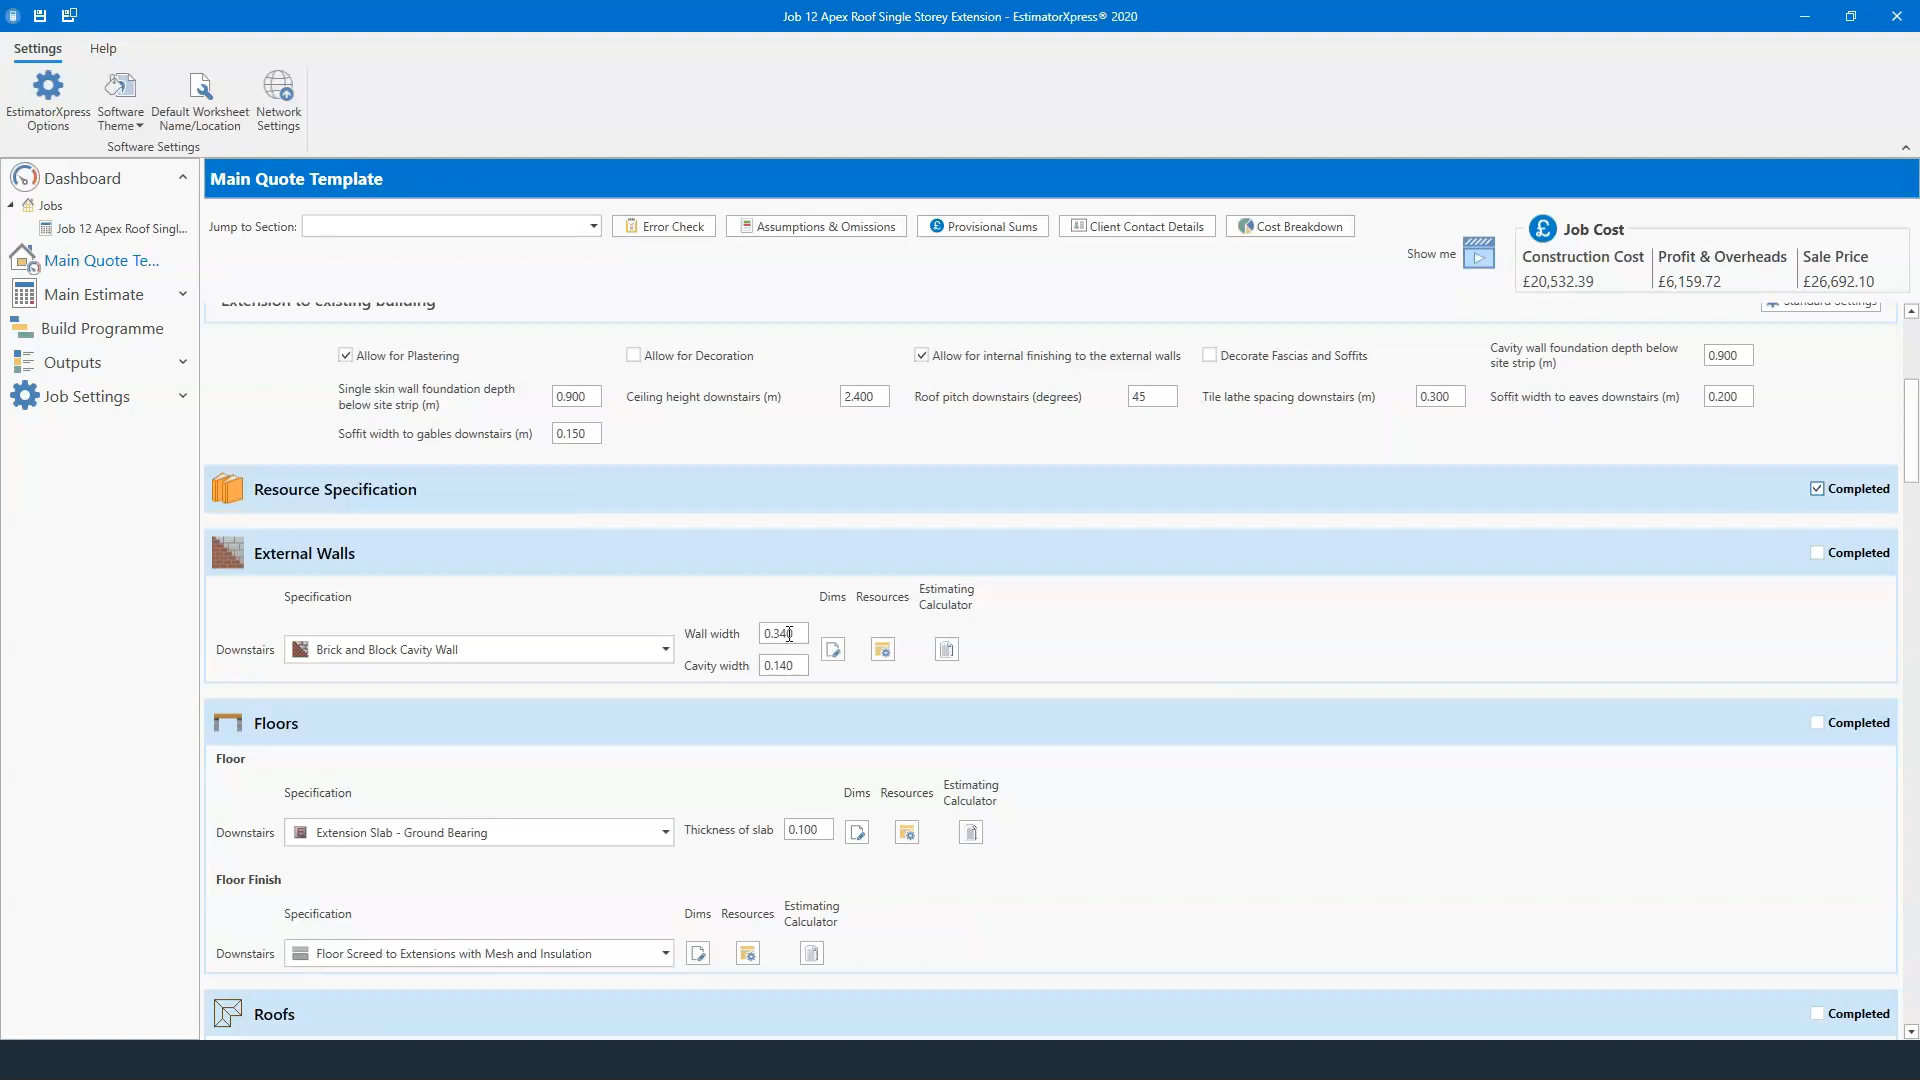 Job 12 Apex Roof Single Storey Extension - EstimatorXpress® 2020
Settings Help
EstimatorXpress Options
Software Theme
Default Worksheet Name/Location
Network Settings
Software Settings
Dashboard
Jobs
Job 12 Apex Roof Singl...
Main Quote Te...
Main Estimate
Build Programme
Outputs
Job Settings
Main Quote Template
Jump to Section:
Error Check
Assumptions & Omissions
Provisional Sums
Client Contact Details
Cost Breakdown
Show me
Job Cost
Construction Cost Profit & Overheads Sale Price
£20,532.39 £6,159.72 £26,692.10
Extension to existing building
Standard Settings
Allow for Plastering
Allow for Decoration
Allow for internal finishing to the external walls
Decorate Fascias and Soffits
Cavity wall foundation depth below site strip (m) 0.900
Single skin wall foundation depth below site strip (m) 0.900
Ceiling height downstairs (m) 2.400
Roof pitch downstairs (degrees) 45
Tile lathe spacing downstairs (m) 0.300
Soffit width to eaves downstairs (m) 0.200
Soffit width to gables downstairs (m) 0.150
Resource Specification Completed
External Walls Completed
Specification Dims Resources Estimating Calculator
Downstairs Brick and Block Cavity Wall
Wall width 0.340
Cavity width 0.140
Floors Completed
Floor
Specification Dims Resources Estimating Calculator
Downstairs Extension Slab - Ground Bearing Thickness of slab 0.100
Floor Finish
Specification Dims Resources Estimating Calculator
Downstairs Floor Screed to Extensions with Mesh and Insulation
Roofs Completed